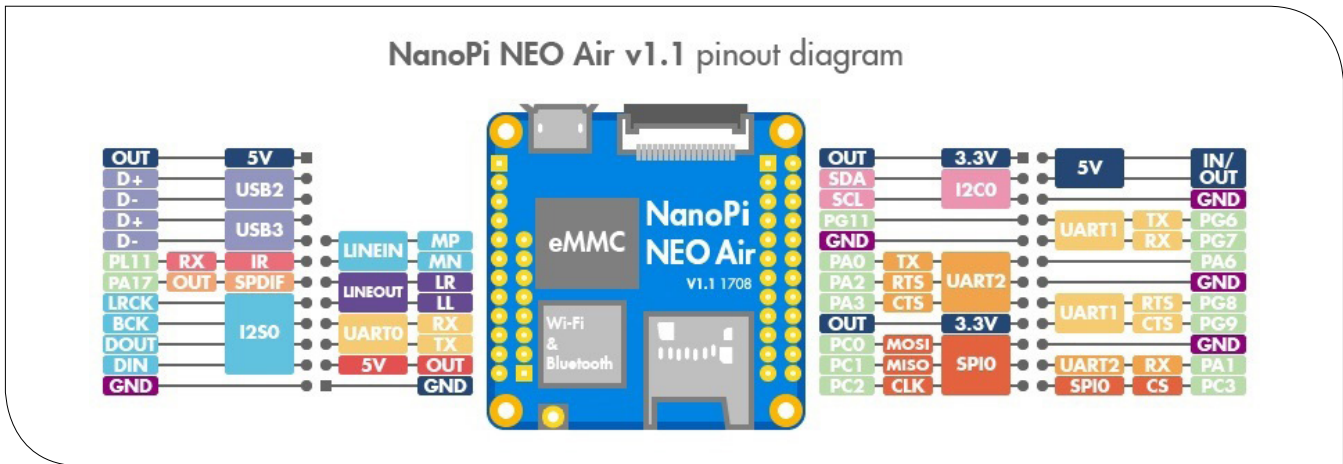 NanoPi NEO Air v1.1 pinout diagram
OUT 5V
D+ USB2
D-
D+ USB3
D-
PL11 RX IR
PA17 OUT SPDIF
LRCK I2S0
BCK
DOUT
DIN
GND
LINEIN MP
MN
LINEOUT LR
LL
UART0 RX
TX
5V OUT
GND
eMMC
NanoPi
NEO Air
V1.1 1708
Wi-Fi
&
Bluetooth
OUT 3.3V
SDA I2C0
SCL
PG11
GND
PA0 TX UART2
PA2 RTS
PA3 CTS
OUT 3.3V
PC0 MOSI SPI0
PC1 MISO
PC2 CLK
5V IN/
OUT
GND
UART1 TX PG6
RX PG7
PA6
GND
UART1 RTS PG8
CTS PG9
GND
UART2 RX PA1
SPI0 CS PC3